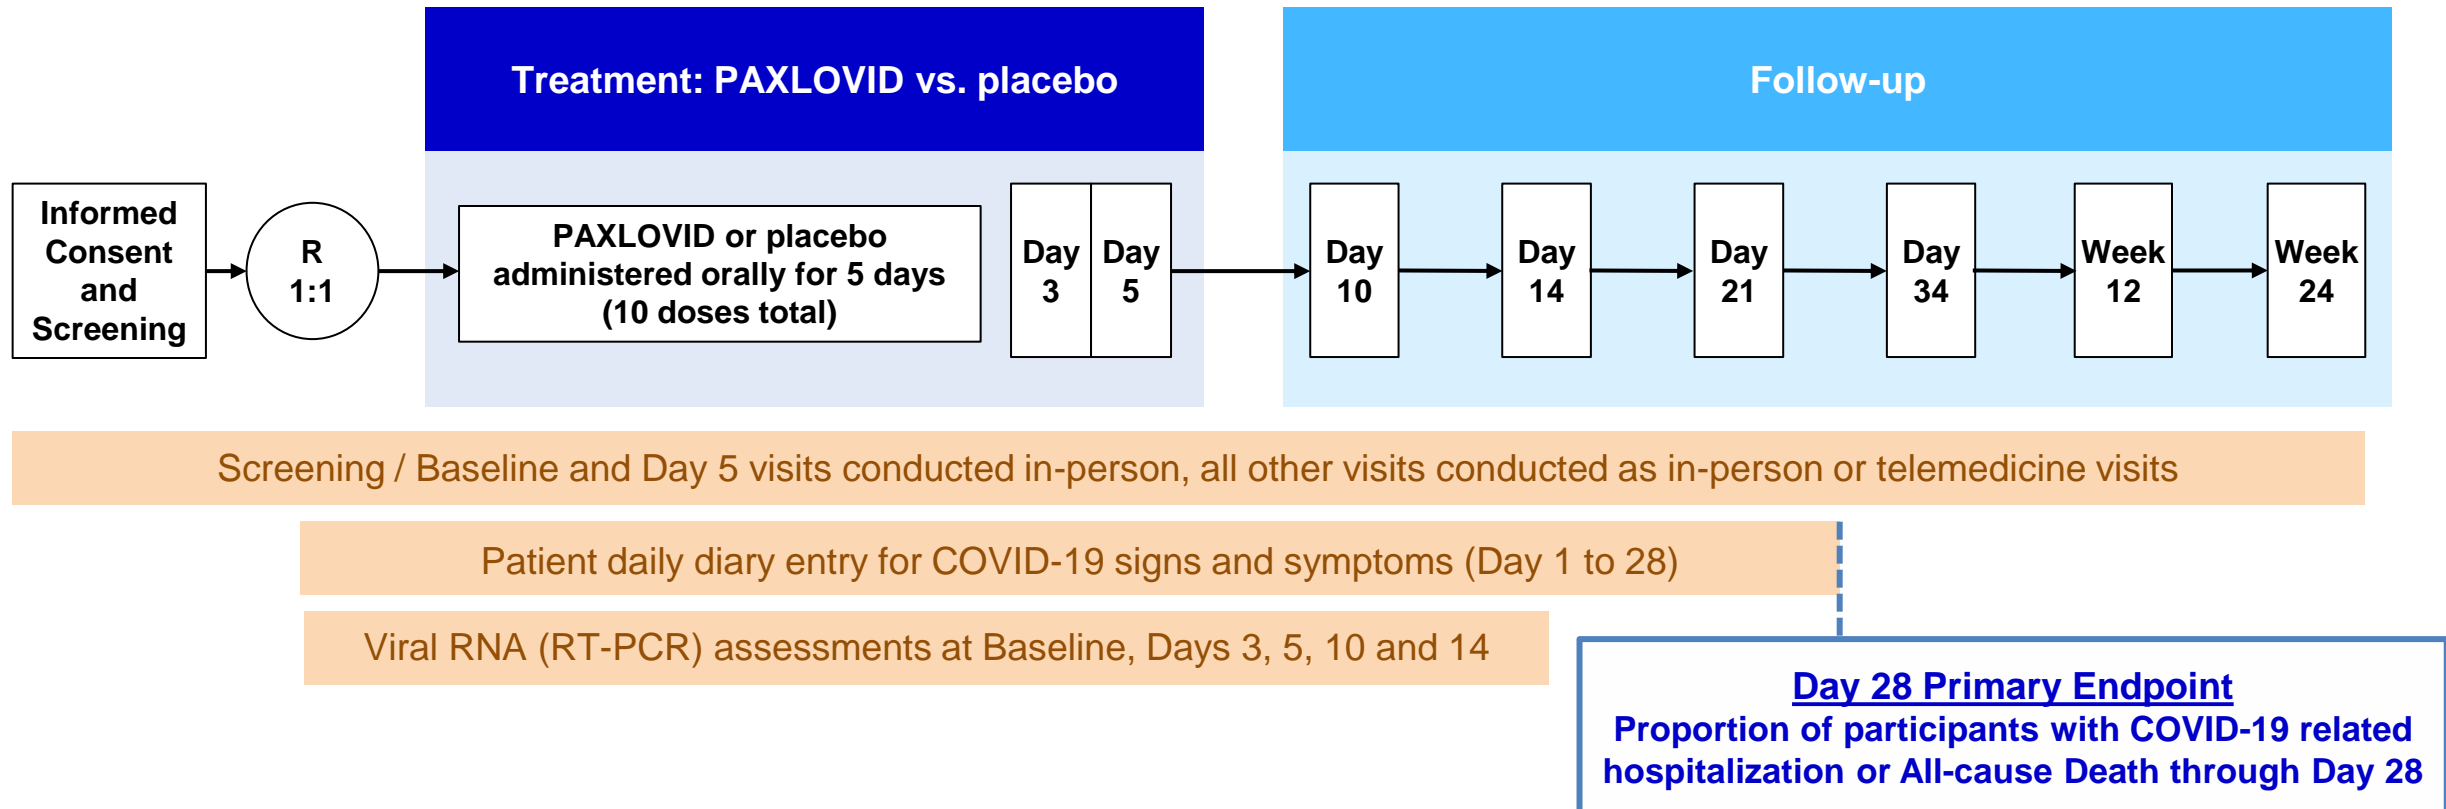 Treatment: PAXLOVID vs. placebo
Follow-up
Informed
Consent
and
Screening
R
1:1
PAXLOVID or placebo
administered orally for 5 days
(10 doses total)
Day
3
Day
5
Day
10
Day
14
Day
21
Day
34
Week
12
Week
24
Screening / Baseline and Day 5 visits conducted in-person, all other visits conducted as in-person or telemedicine visits
Patient daily diary entry for COVID-19 signs and symptoms (Day 1 to 28)
Viral RNA (RT-PCR) assessments at Baseline, Days 3, 5, 10 and 14
Day 28 Primary Endpoint
Proportion of participants with COVID-19 related
hospitalization or All-cause Death through Day 28